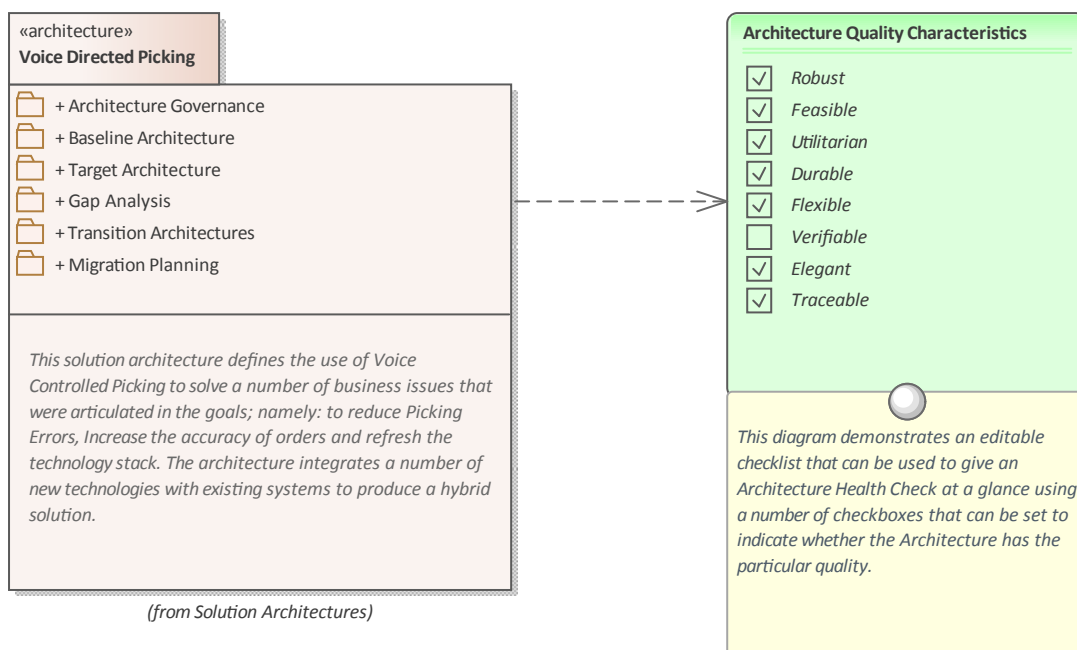 «architecture»
Voice Directed Picking
+ Architecture Governance
+ Baseline Architecture
+ Target Architecture
+ Gap Analysis
+ Transition Architectures
+ Migration Planning
This solution architecture defines the use of Voice
Controlled Picking to solve a number of business issues that
were articulated in the goals; namely: to reduce Picking
Errors, Increase the accuracy of orders and refresh the
technology stack. The architecture integrates a number of
new technologies with existing systems to produce a hybrid
solution.
(from Solution Architectures)
Architecture Quality Characteristics
Robust
Feasible
Utilitarian
Durable
Flexible
Verifiable
Elegant
Traceable
This diagram demonstrates an editable
checklist that can be used to give an
Architecture Health Check at a glance using
a number of checkboxes that can be set to
indicate whether the Architecture has the
particular quality.